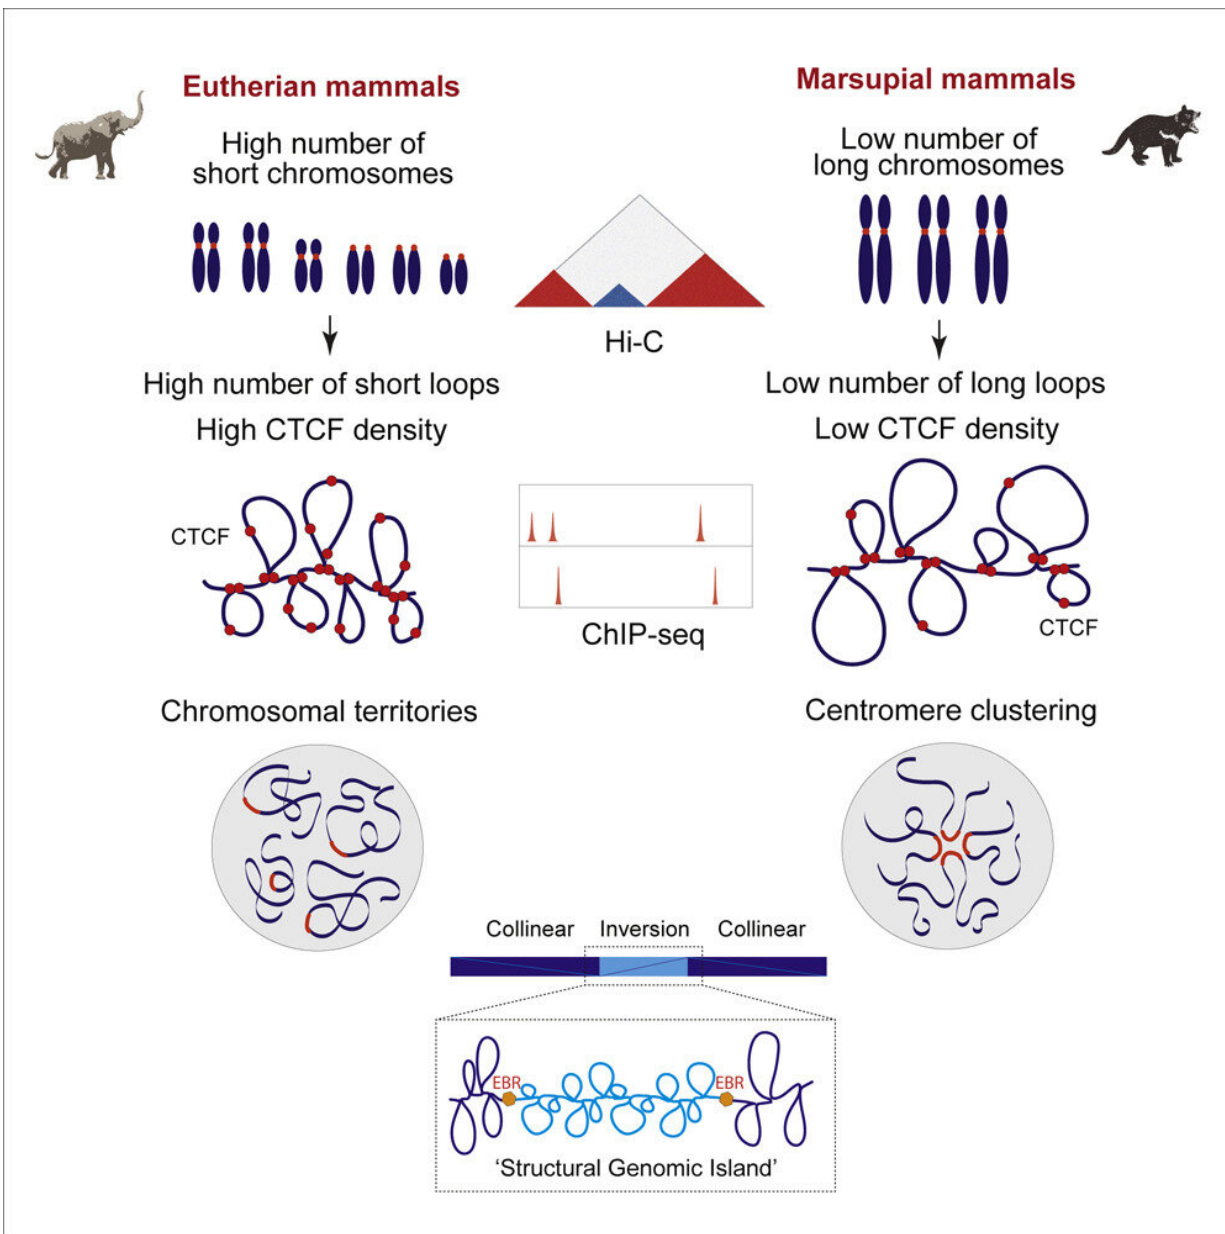 Eutherian mammals
High number of
short chromosomes
Marsupial mammals
Low number of
long chromosomes
Hi-C
High number of short loops
High CTCF density
Low number of long loops
Low CTCF density
CTCF
ChIP-seq
CTCF
Chromosomal territories
Centromere clustering
Collinear Inversion Collinear
EBR EBR
‘Structural Genomic Island’